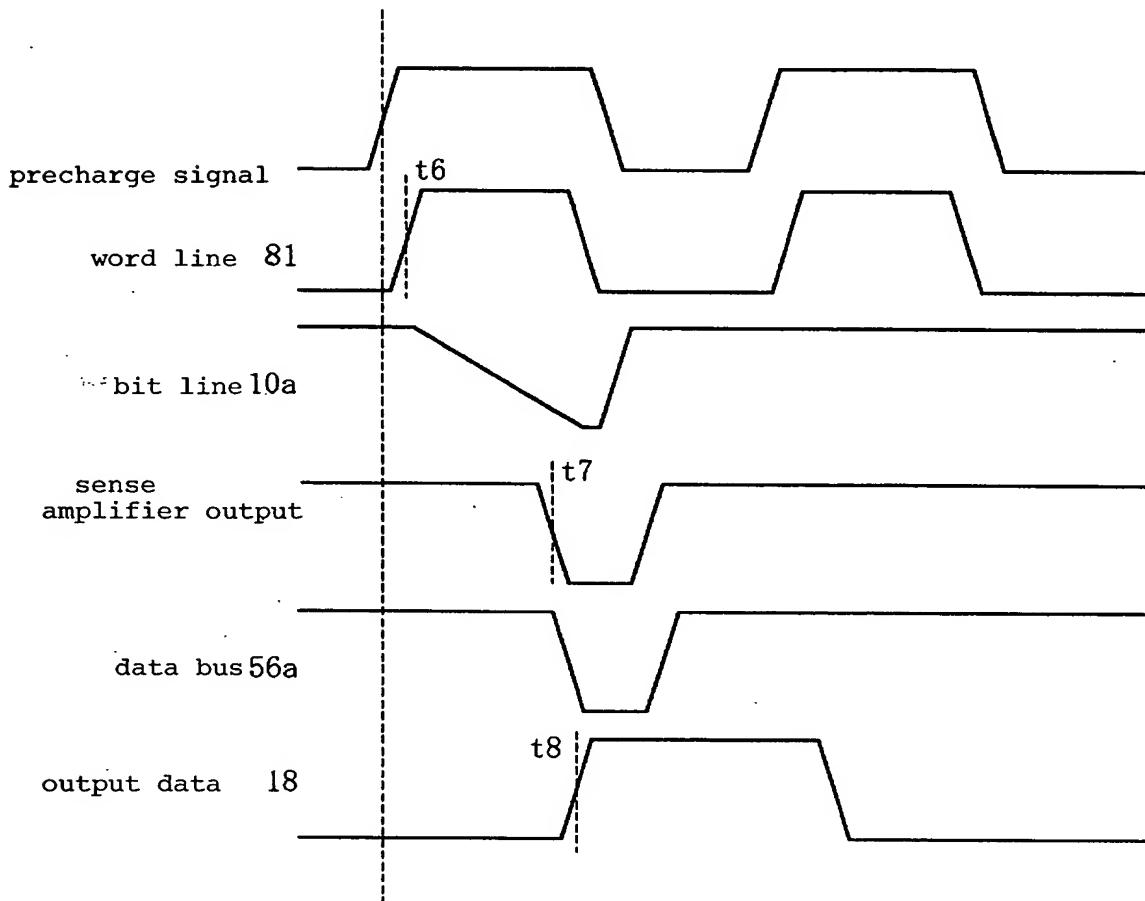 precharge signal
t6
word line 81
bit line 10a
t7
sense
amplifier output
data bus 56a
t8
output data 18